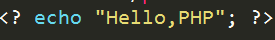 <? echo "Hello,PHP"; ?>